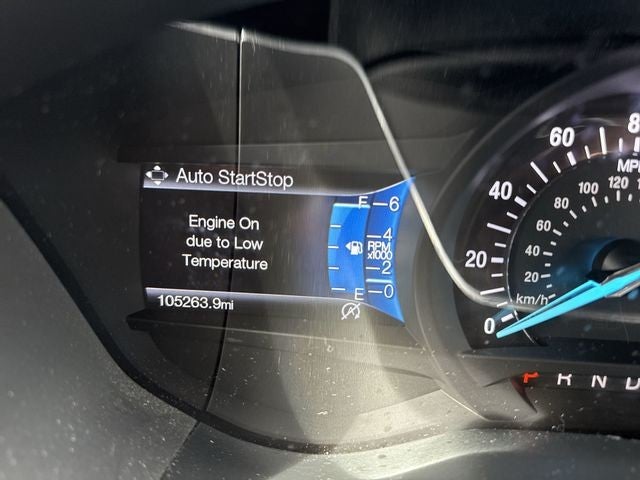 Auto StartStop
Engine On
due to Low
Temperature
105263.9mi
F 6
4
RPM
x1000
2
E 0
60
40
20
0
MP
100 120
80
60
40
20
km/h
P R N D